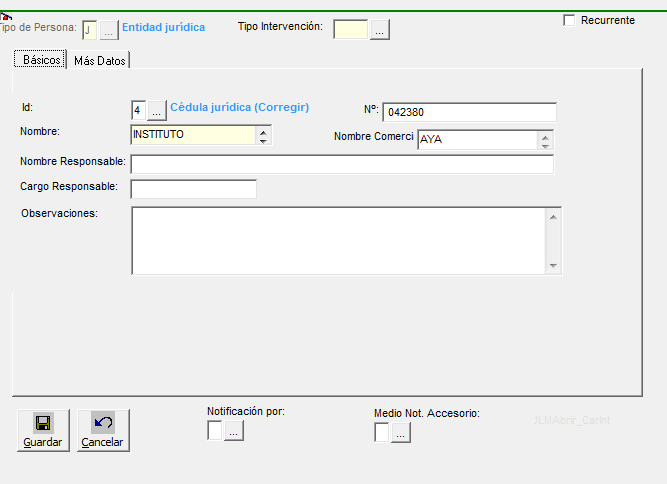 ipo de Persona: J ... Entidad jurídica Tipo Intervención: ... Recurrente
Básicos Más Datos
Id: 4 ... Cédula jurídica (Corregir) Nº: 042380
Nombre: INSTITUTO Nombre Comerci AYA
Nombre Responsable:
Cargo Responsable:
Observaciones:
Guardar Cancelar Notificación por: ... Medio Not. Accesorio: ...
JLMAbrir_CarInt